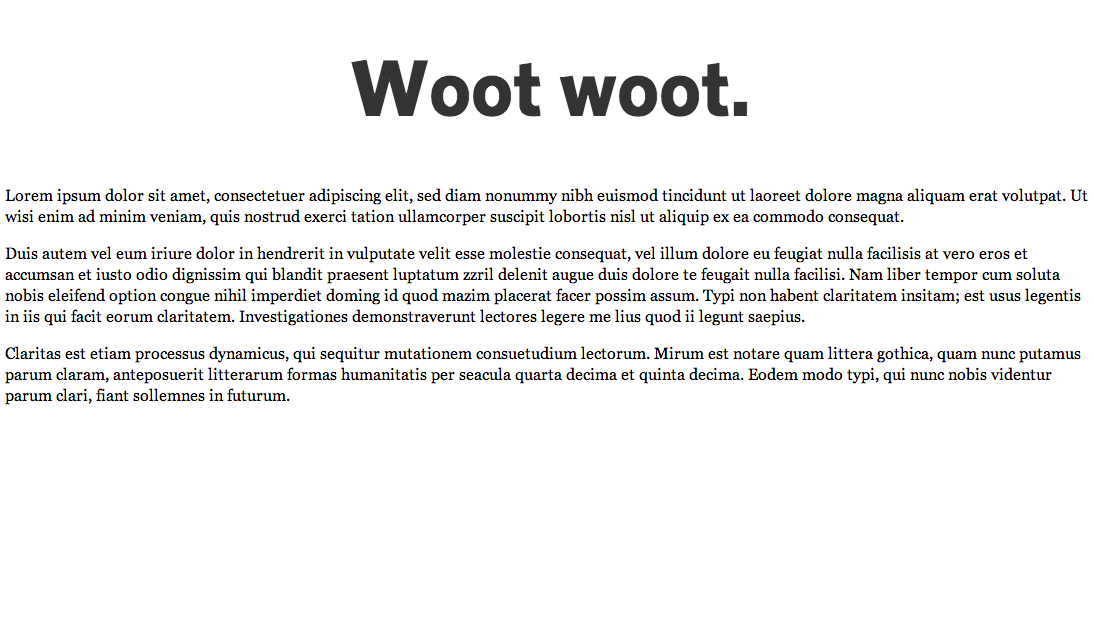 Woot woot.
Lorem ipsum dolor sit amet, consectetuer adipiscing elit, sed diam nonummy nibh euismod tincidunt ut laoreet dolore magna aliquam erat volutpat. Ut
wisi enim ad minim veniam, quis nostrud exerci tation ullamcorper suscipit lobortis nisl ut aliquip ex ea commodo consequat.
Duis autem vel eum iriure dolor in hendrerit in vulputate velit esse molestie consequat, vel illum dolore eu feugiat nulla facilisis at vero eros et
accumsan et iusto odio dignissim qui blandit praesent luptatum zzril delenit augue duis dolore te feugait nulla facilisi. Nam liber tempor cum soluta
nobis eleifend option congue nihil imperdiet doming id quod mazim placerat facer possim assum. Typi non habent claritatem insitam; est usus legentis
in iis qui facit eorum claritatem. Investigationes demonstraverunt lectores legere me lius quod ii legunt saepius.
Claritas est etiam processus dynamicus, qui sequitur mutationem consuetudium lectorum. Mirum est notare quam littera gothica, quam nunc putamus
parum claram, anteposuerit litterarum formas humanitatis per seacula quarta decima et quinta decima. Eodem modo typi, qui nunc nobis videntur
parum clari, fiant sollemnes in futurum.